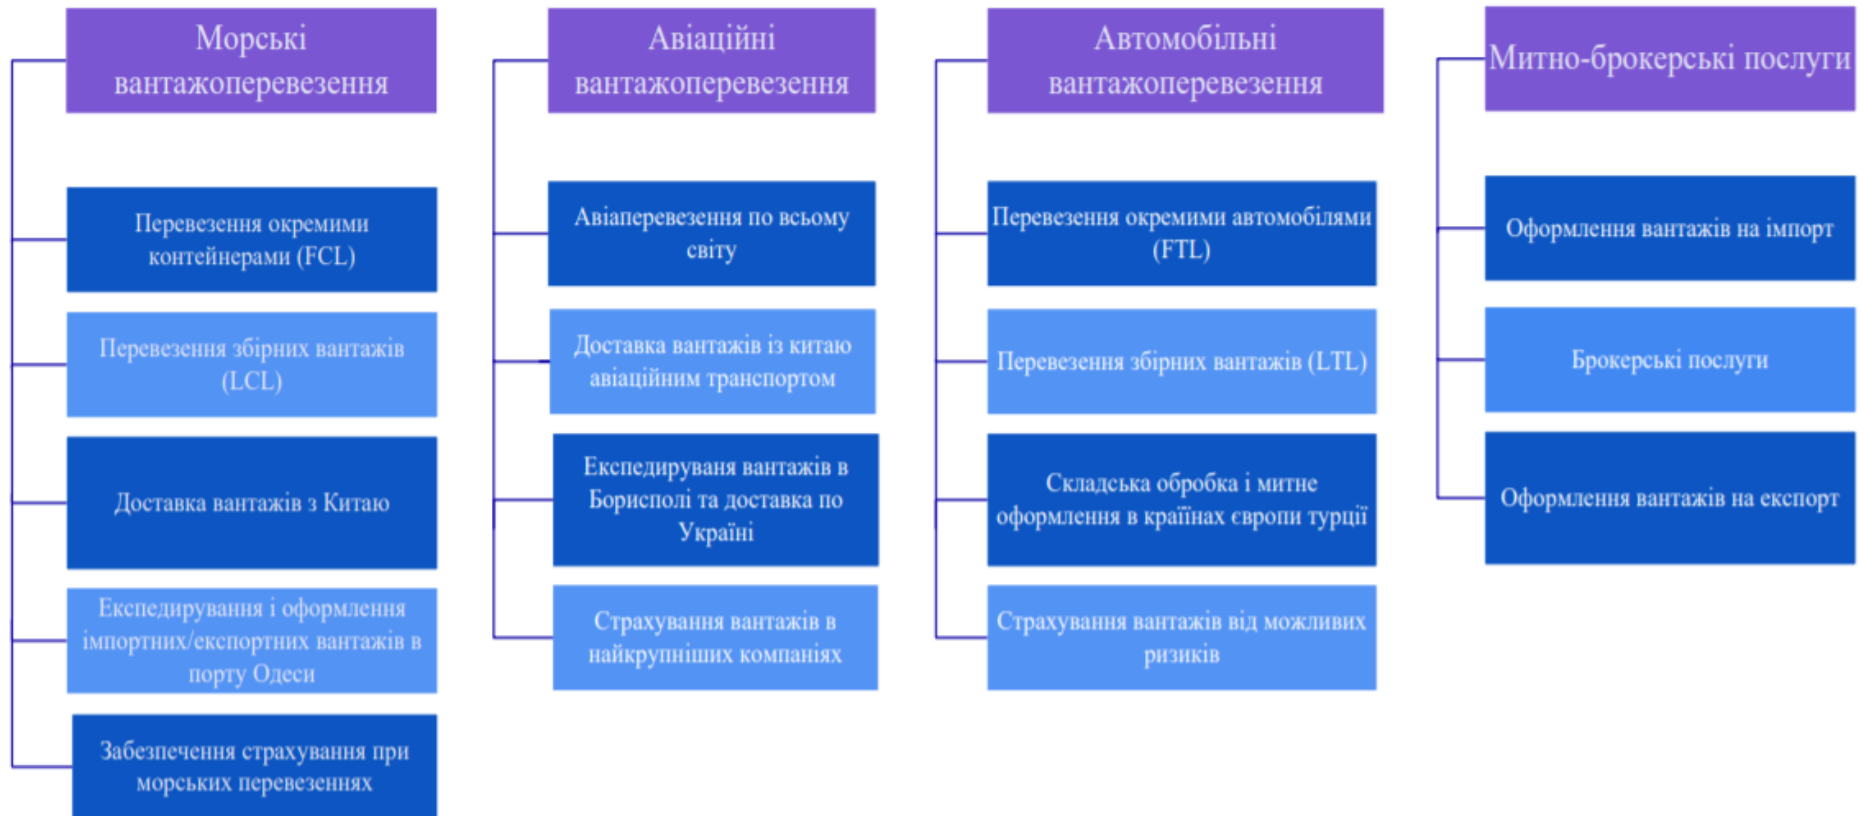 Морські
вантажоперевезення
Перевезення окремими
контейнерами (FCL)
Перевезення збірних вантажів
(LCL)
Доставка вантажів з Китаю
Експедирування і оформлення
імпортних/експортних вантажів в
порту Одеси
Забезпечення страхування при
морських перевезеннях
Авіаційні
вантажоперевезення
Авіаперевезення по всьому
світу
Доставка вантажів із китаю
авіаційним транспортом
Експедируваня вантажів в
Борисполі та доставка по
Україні
Страхування вантажів в
найкрупніших компаніях
Автомобільні
вантажоперевезення
Перевезення окремими автомобілями
(FTL)
Перевезення збірних вантажів (LTL)
Складська обробка і митне
оформлення в країїнах європи турції
Страхування вантажів від можливих
ризиків
Митно-брокерські послуги
Оформлення вантажів на імпорт
Брокерські послуги
Оформлення вантажів на експорт